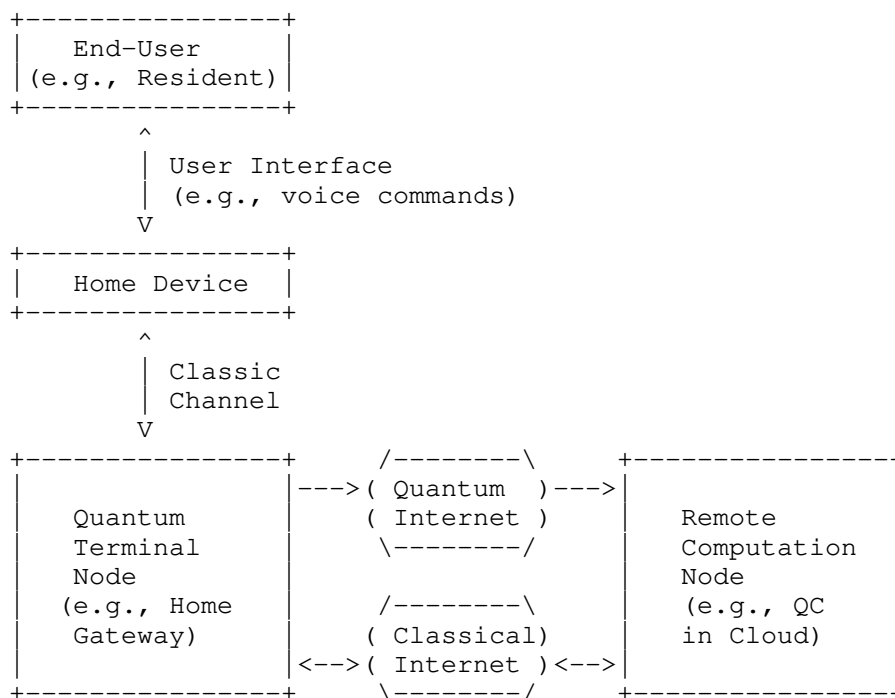 +----------------+
|   End-User     |
|(e.g., Resident)|
+----------------+
        ^
        | User Interface
        | (e.g., voice commands)
        V
+----------------+
|   Home Device  |
+----------------+
        ^
        | Classic
        | Channel
        V
+----------------+     /--------\     +----------------
|                |--->( Quantum  )--->|
|   Quantum      |    ( Internet )    |   Remote
|   Terminal     |     \--------/     |   Computation
|   Node         |                    |   Node
|  (e.g., Home   |     /--------\     |   (e.g., QC
|   Gateway)     |    ( Classical)    |   in Cloud)
|                |<-->( Internet )<-->|
+----------------+     \--------/     +----------------